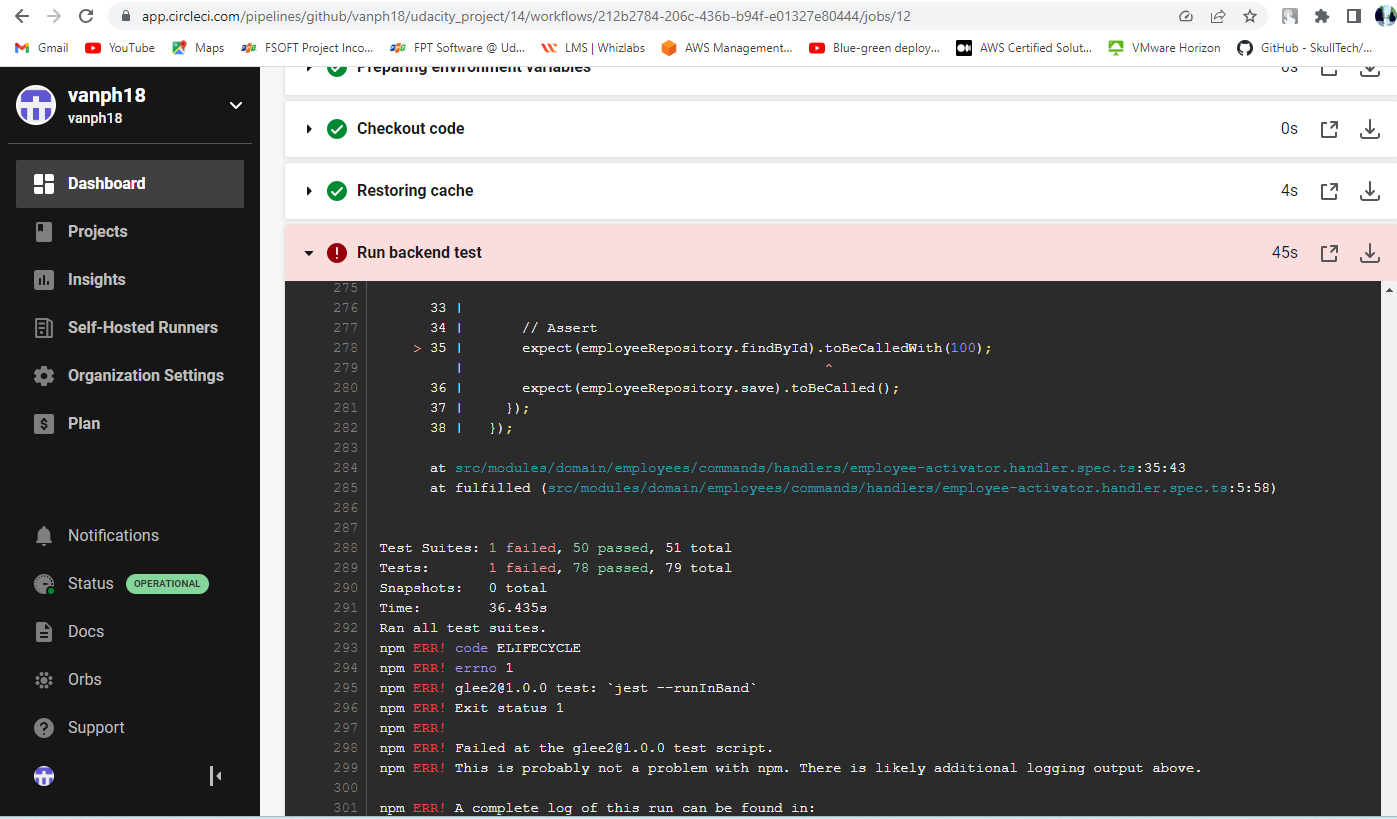 app.circleci.com/pipelines/github/vanph18/udacity_project/14/workflows/212b2784-206c-436b-b94f-e01327e80444/jobs/12
Gmail YouTube Maps FSOFT Project Inco... FPT Software @ Ud... LMS | Whizlabs AWS Management... Blue-green deploy... AWS Certified Solut... VMware Horizon GitHub - SkullTech/...
vanph18
vanph18
Dashboard
Projects
Insights
Self-Hosted Runners
Organization Settings
Plan
Notifications
Status OPERATIONAL
Docs
Orbs
Support
Preparing environment variables 0s
Checkout code 0s
Restoring cache 4s
Run backend test 45s
275
276 33 |
277 34 | // Assert
278 > 35 | expect(employeeRepository.findById).toBeCalledWith(100);
279 | ^
280 36 | expect(employeeRepository.save).toBeCalled();
281 37 | });
282 38 | });
283
284 at src/modules/domain/employees/commands/handlers/employee-activator.handler.spec.ts:35:43
285 at fulfilled (src/modules/domain/employees/commands/handlers/employee-activator.handler.spec.ts:5:58)
286
287
288 Test Suites: 1 failed, 50 passed, 51 total
289 Tests: 1 failed, 78 passed, 79 total
290 Snapshots: 0 total
291 Time: 36.435s
292 Ran all test suites.
293 npm ERR! code ELIFECYCLE
294 npm ERR! errno 1
295 npm ERR! glee2@1.0.0 test: `jest --runInBand`
296 npm ERR! Exit status 1
297 npm ERR!
298 npm ERR! Failed at the glee2@1.0.0 test script.
299 npm ERR! This is probably not a problem with npm. There is likely additional logging output above.
300
301 npm ERR! A complete log of this run can be found in: